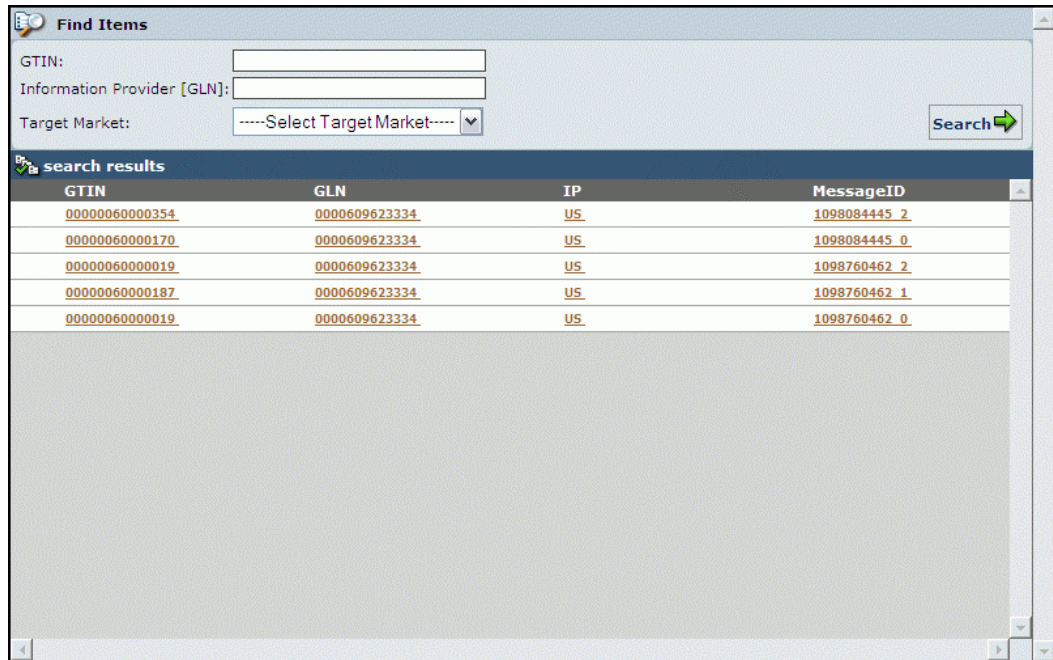 Find Items
GTIN:
Information Provider [GLN]:
Target Market: -----Select Target Market-----
Search
search results
GTIN GLN IP MessageID
00000060000354 0000609623334 US 1098084445_2
00000060000170 0000609623334 US 1098084445_0
00000060000019 0000609623334 US 1098760462_2
00000060000187 0000609623334 US 1098760462_1
00000060000019 0000609623334 US 1098760462_0